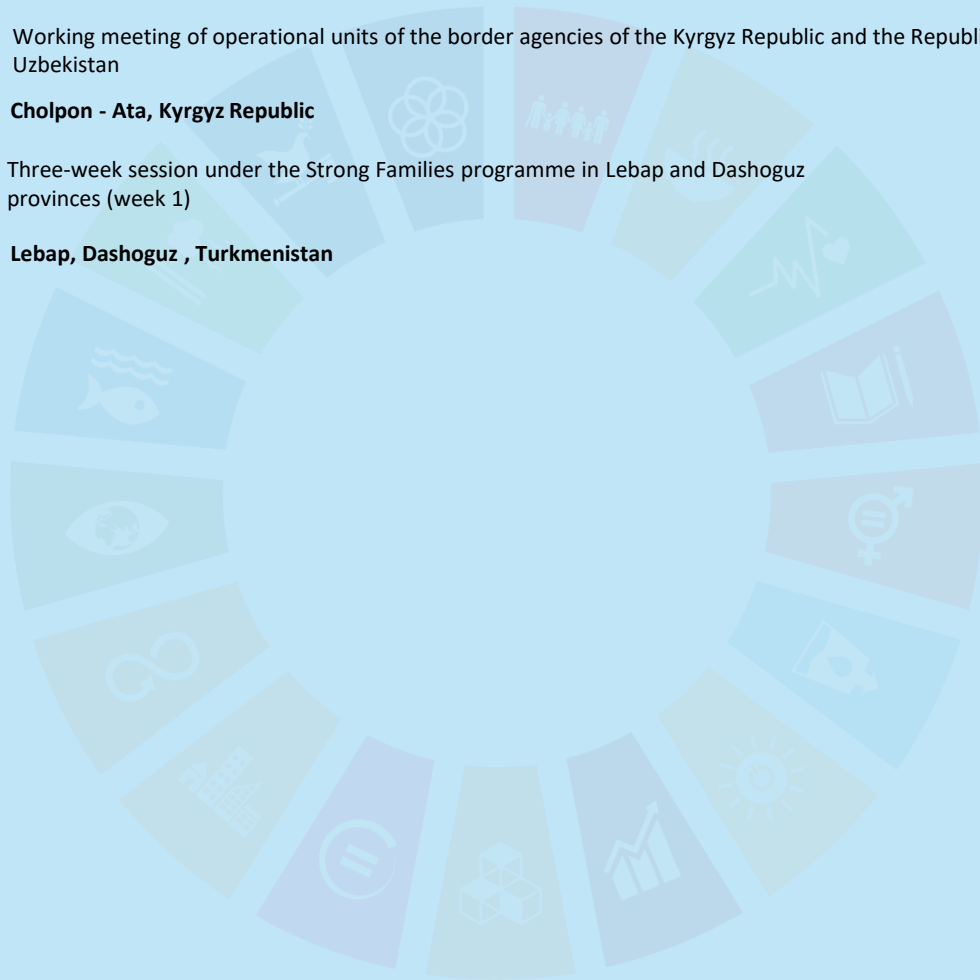 Working meeting of operational units of the border agencies of the Kyrgyz Republic and the
Uzbekistan
Cholpon - Ata, Kyrgyz Republic
Three-week session under the Strong Families programme in Lebap and Dashoguz
provinces (week 1)
Lebap, Dashoguz , Turkmenistan